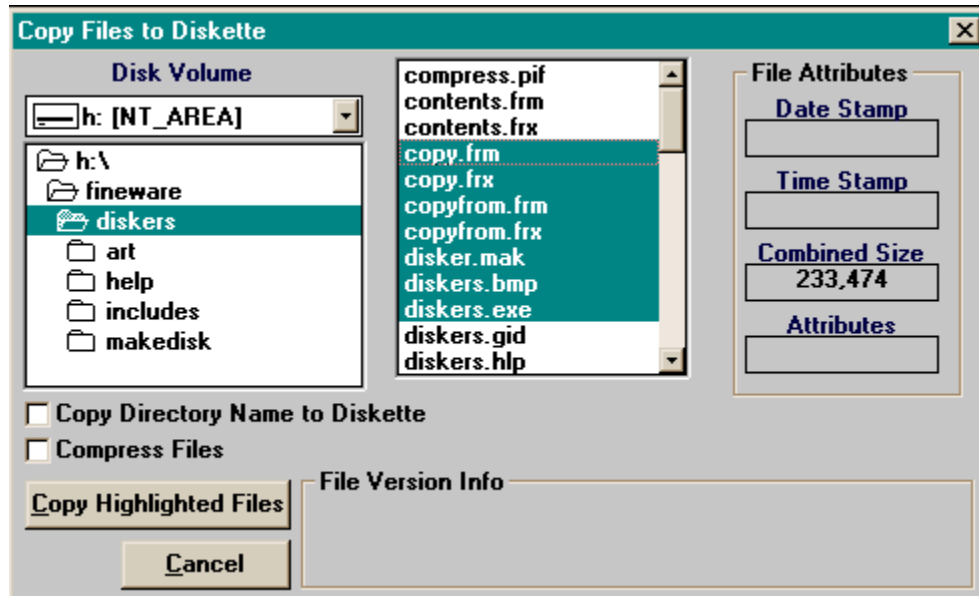 Copy Files to Diskette
Disk Volume
h: [NT_AREA]
h:\
fineware
diskers
art
help
includes
makedisk
compress.pif
contents.frm
contents.frx
copy.frm
copy.frx
copyfrom.frm
copyfrom.frx
disker.mak
diskers.bmp
diskers.exe
diskers.gid
diskers.hlp
File Attributes
Date Stamp
Time Stamp
Combined Size
233,474
Attributes
Copy Directory Name to Diskette
Compress Files
Copy Highlighted Files
Cancel
File Version Info